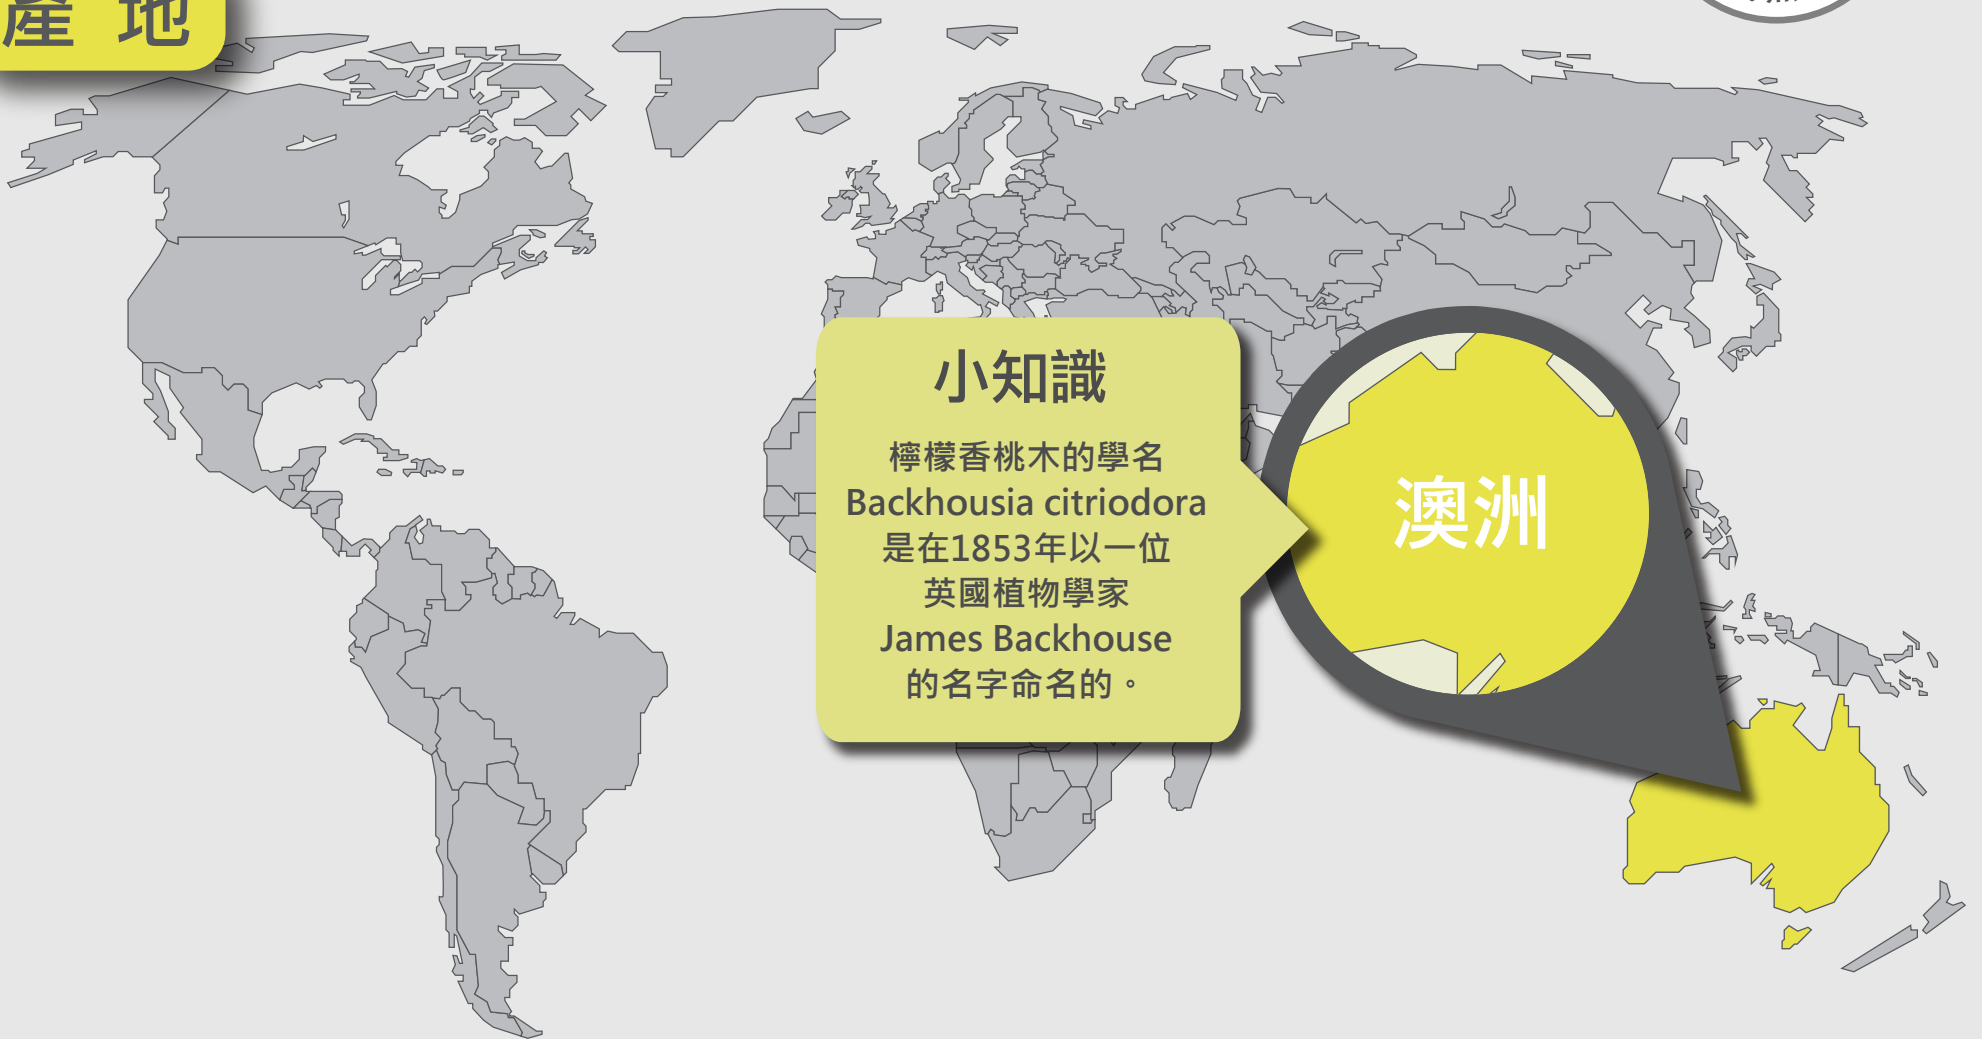 產 地
小知識
檸檬香桃木的學名
Backhousia citriodora
是在1853年以一位
英國植物學家
James Backhouse
的名字命名的。
澳洲